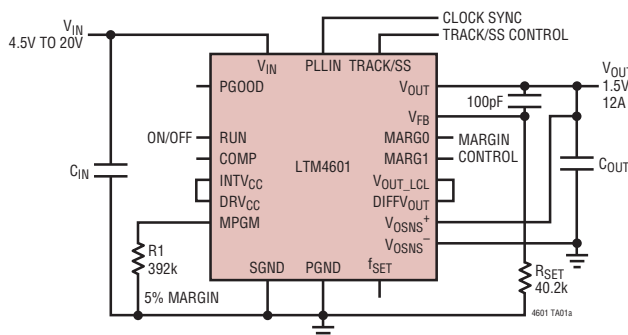 CLOCK SYNC
TRACK/SS CONTROL
VIN
4.5V TO 20V
VIN
PLLIN
TRACK/SS
PGOOD
VOUT
VOUT
1.5V
12A
100pF
VFB
ON/OFF
RUN
MARG0
MARGIN
CONTROL
COMP
LTM4601
MARG1
CIN
INTVCC
VOUT_LCL
COUT
DRVCC
DIFFVOUT
MPGM
VOSNS+
VOSNS–
R1
392k
SGND
PGND
fSET
RSET
40.2k
5% MARGIN
4601 TA01a